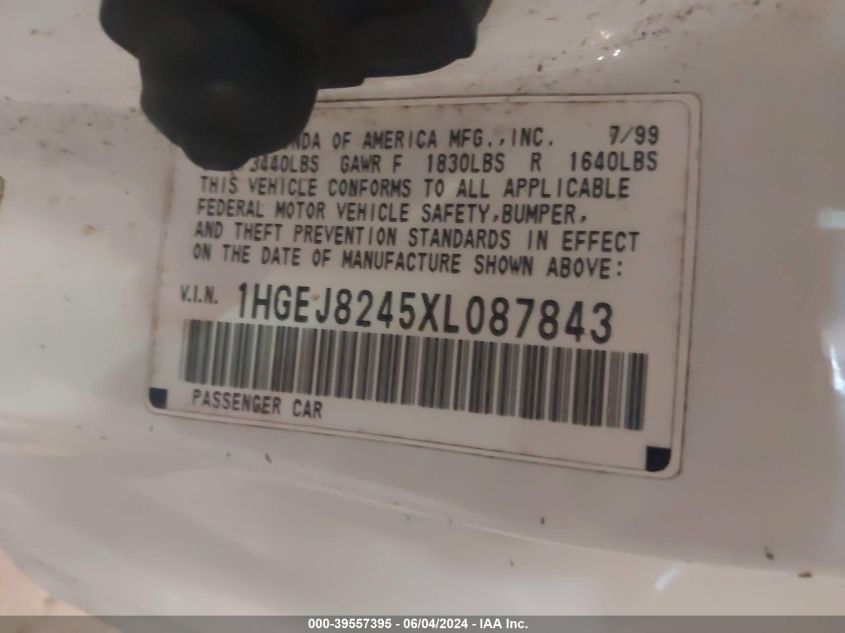 OF AMERICA MFG.,INC. 7/99
3440LBS GAWR F 1830LBS R 1640LBS
THIS VEHICLE CONFORMS TO ALL APPLICABLE
FEDERAL MOTOR VEHICLE SAFETY,BUMPER,
AND THEFT PREVENTION STANDARDS IN EFFECT
ON THE DATE OF MANUFACTURE SHOWN ABOVE:
V.I.N. 1HGEJ8245XL087843
PASSENGER CAR
000-39557395 - 06/04/2024 - IAA Inc.